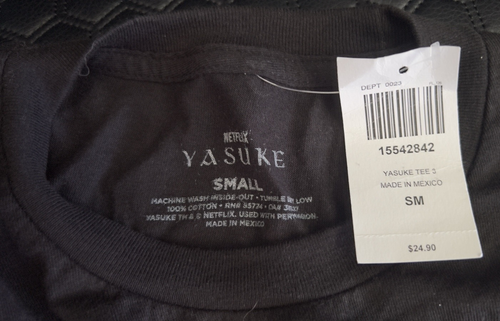 NETFLIX
YASUKE
SMALL
MACHINE WASH INSIDE-OUT • TUMBLE DRY LOW
100% COTTON • RN#
YASUKE TM & © NETFLIX. USED WITH PERMISSION.
MADE IN MEXICO
DEPT 0023
15542842
YASUKE TEE S
MADE IN MEXICO
SM
$24.90